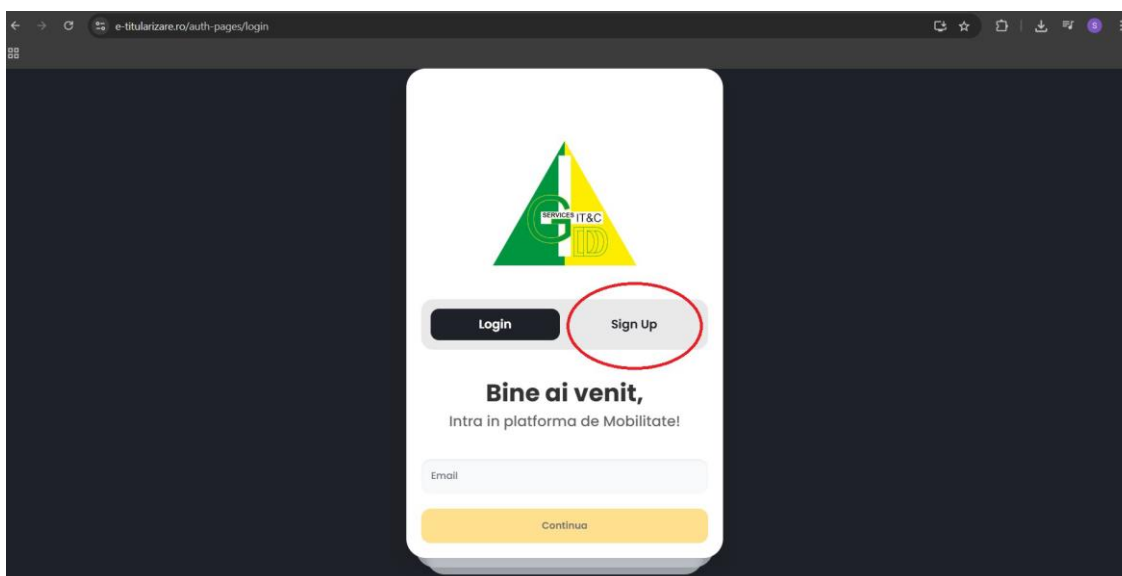 e-titularizare.ro/auth-pages/login
S
SERVICES IT&C
G DDD
Login Sign Up
Bine ai venit,
Intra in platforma de Mobilitate!
Email
Continua